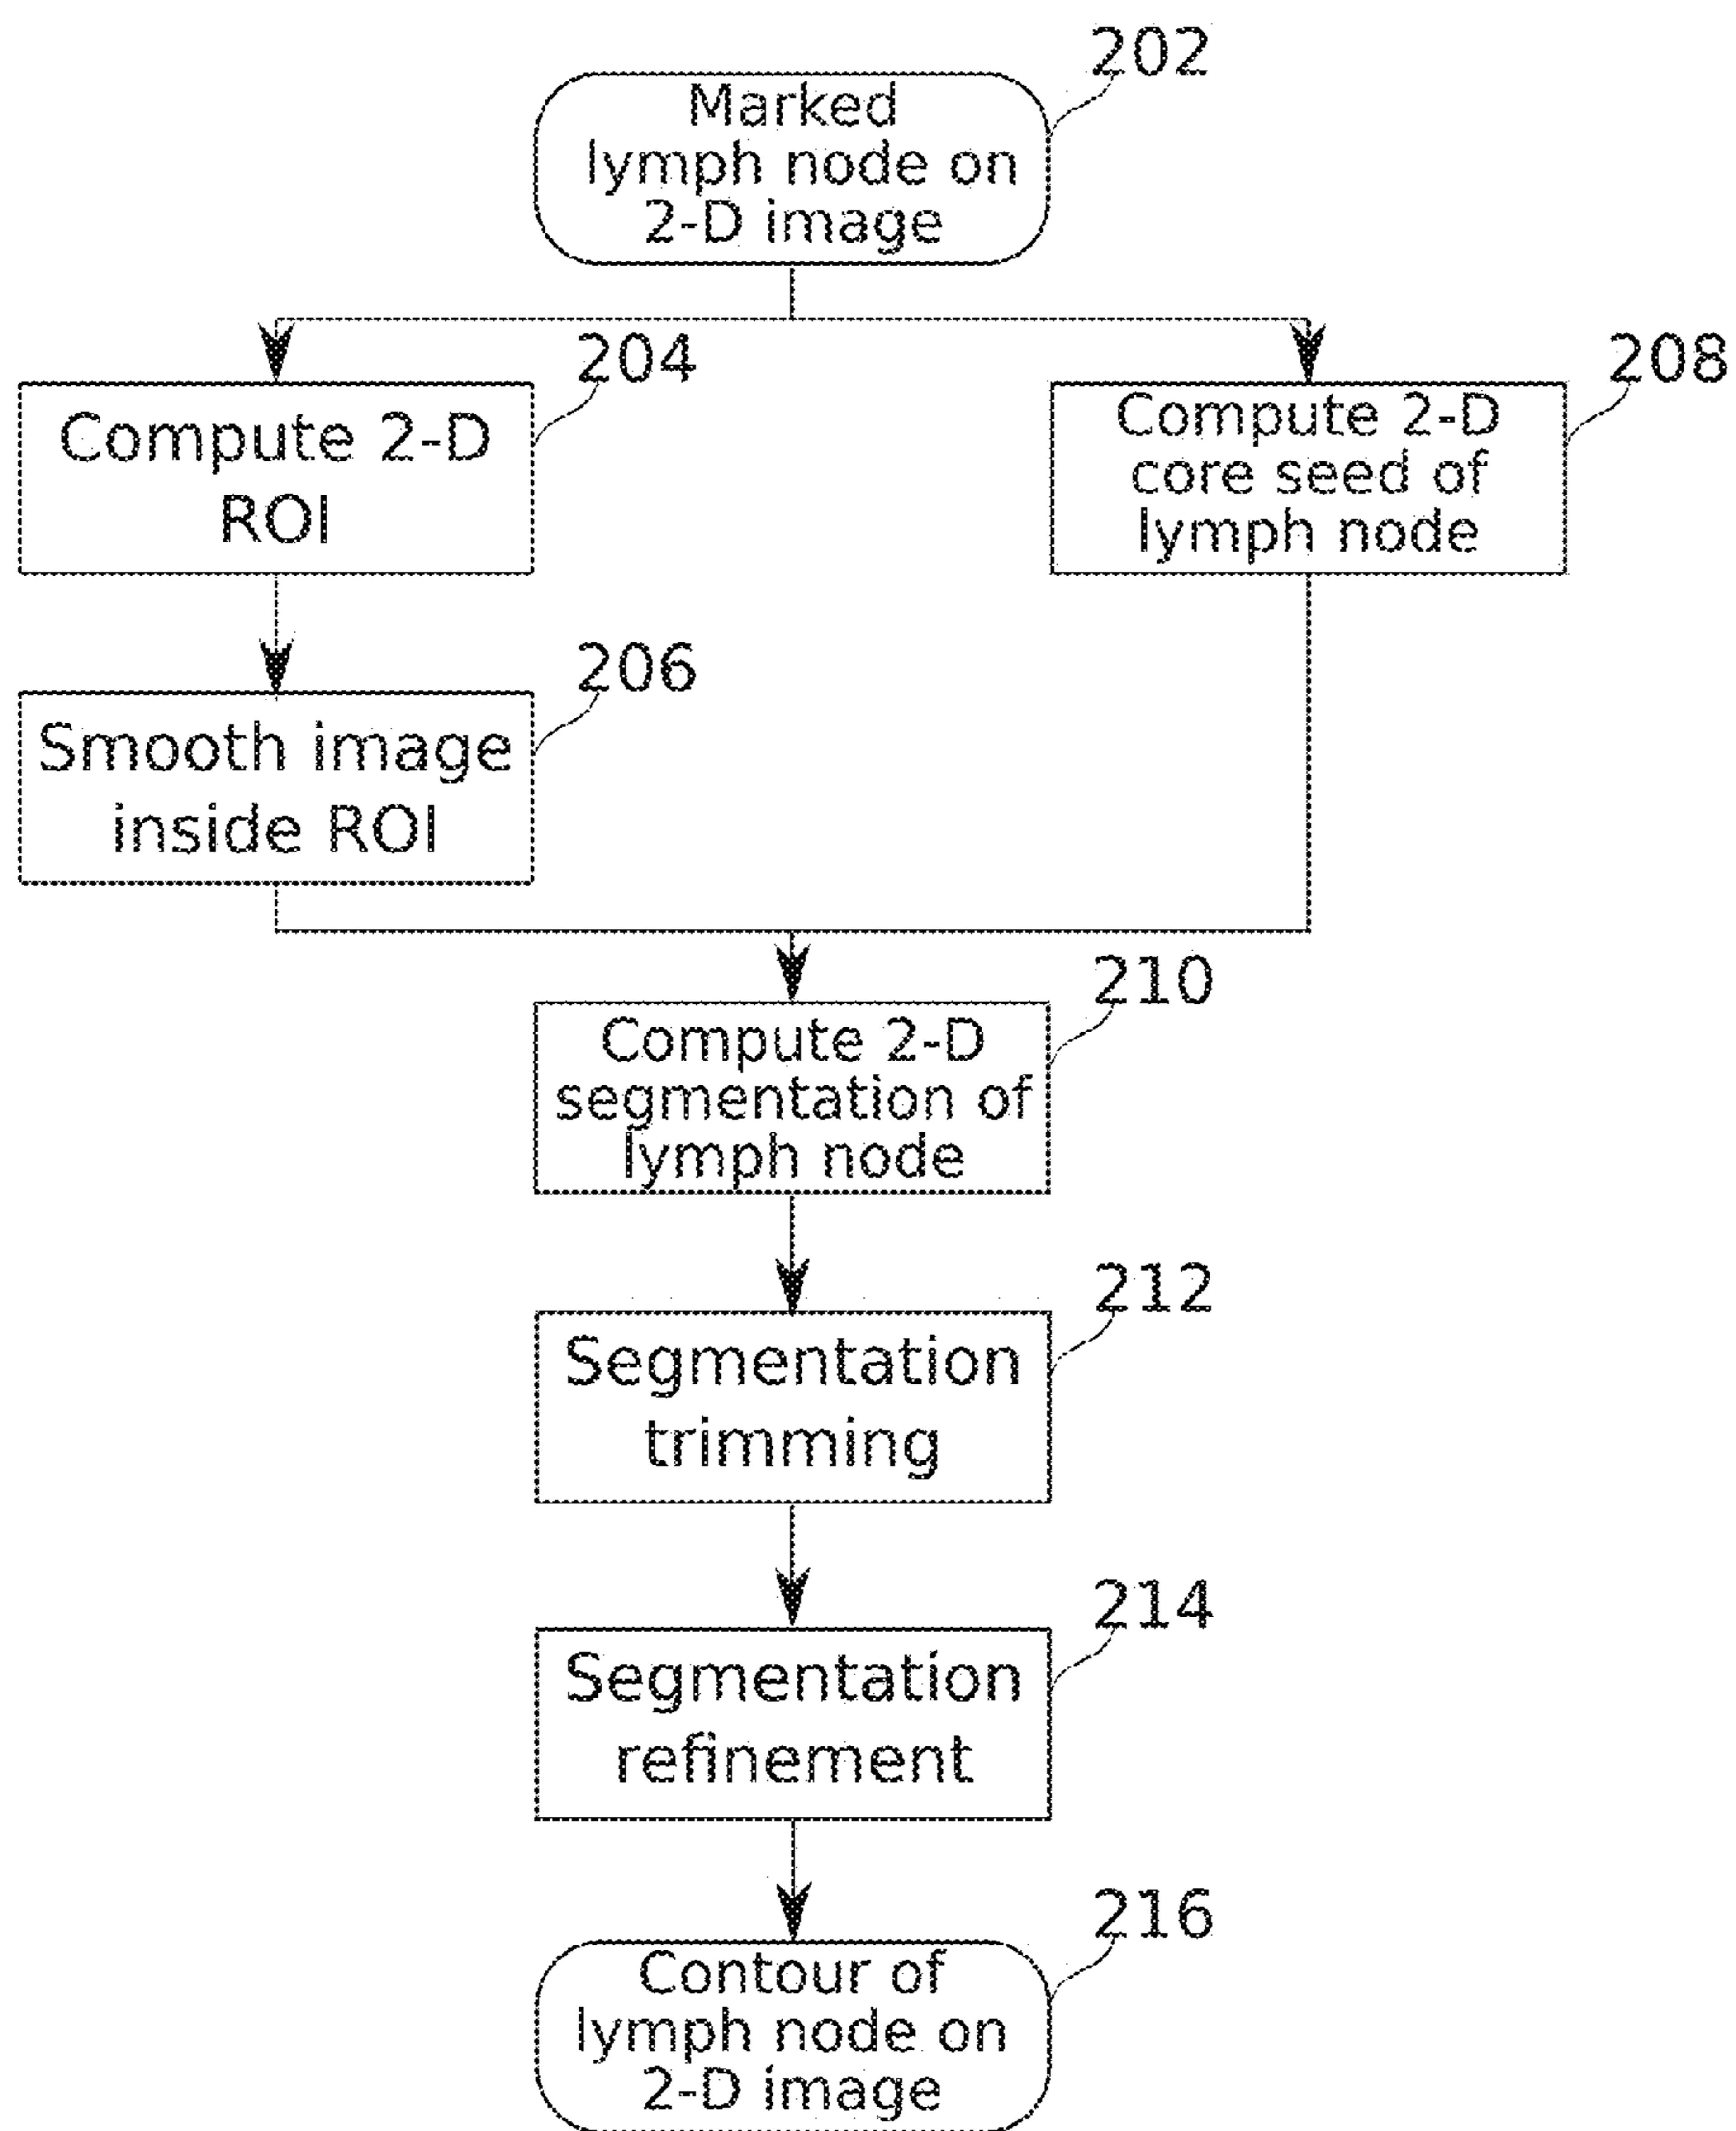 202
Marked
lymph node on
2-D image
204
Compute 2-D
ROI
208
Compute 2-D
core seed of
lymph node
206
Smooth image
inside ROI
210
Compute 2-D
segmentation of
lymph node
212
Segmentation
trimming
214
Segmentation
refinement
216
Contour of
lymph node on
2-D image